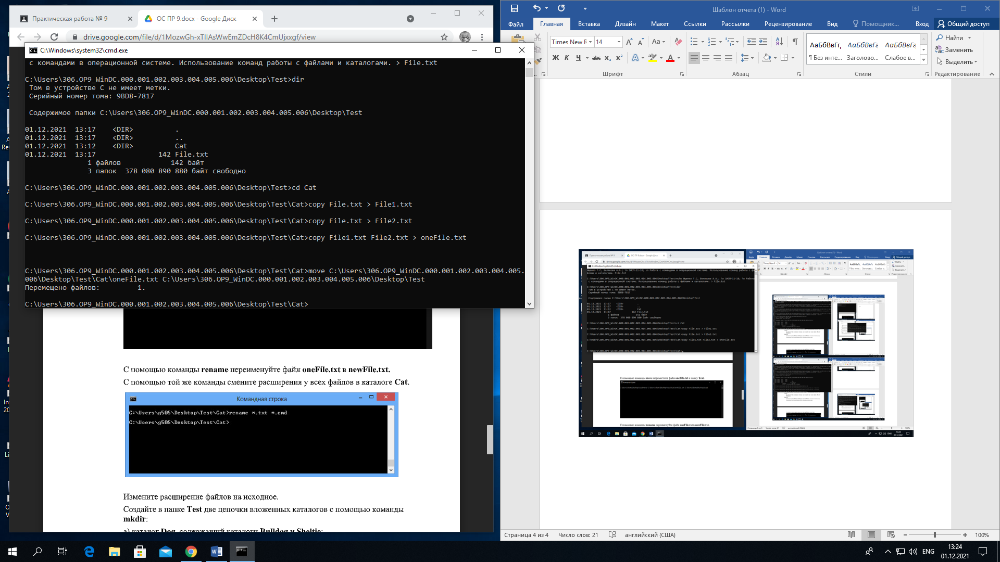 Практическая работа № 9
ОС ПР 9.docx - Google Диск
drive.google.com/file/d/1MozwGh-xTIIAsWwEmZDcH8K4CmUjxxgf/view
C:\Windows\system32\cmd.exe
с командами в операционной системе. Использование команд работы с файлами и каталогами. > File.txt
C:\Users\306.OP9_WinDC.000.001.002.003.004.005.006\Desktop\Test>dir
Том в устройстве C не имеет метки.
Серийный номер тома: 9BD8-7817
Содержимое папки C:\Users\306.OP9_WinDC.000.001.002.003.004.005.006\Desktop\Test
01.12.2021  13:17    <DIR>          .
01.12.2021  13:17    <DIR>          ..
01.12.2021  13:12    <DIR>          Cat
01.12.2021  13:17               142 File.txt
1 файлов            142 байт
3 папок  378 080 890 880 байт свободно
C:\Users\306.OP9_WinDC.000.001.002.003.004.005.006\Desktop\Test>cd Cat
C:\Users\306.OP9_WinDC.000.001.002.003.004.005.006\Desktop\Test\Cat>copy File.txt > File1.txt
C:\Users\306.OP9_WinDC.000.001.002.003.004.005.006\Desktop\Test\Cat>copy File.txt > File2.txt
C:\Users\306.OP9_WinDC.000.001.002.003.004.005.006\Desktop\Test\Cat>copy File1.txt File2.txt > oneFile.txt
C:\Users\306.OP9_WinDC.000.001.002.003.004.005.006\Desktop\Test\Cat>move C:\Users\306.OP9_WinDC.000.001.002.003.004.005.
006\Desktop\Test\Cat\oneFile.txt C:\Users\306.OP9_WinDC.000.001.002.003.004.005.006\Desktop\Test
Перемещено файлов:         1.
C:\Users\306.OP9_WinDC.000.001.002.003.004.005.006\Desktop\Test\Cat>
С помощью команды rename переименуйте файл oneFile.txt в newFile.txt.
С помощью той же команды смените расширения у всех файлов в каталоге Cat.
Командная строка
C:\Users\g505\Desktop\Test\Cat>rename *.txt *.cmd
C:\Users\g505\Desktop\Test\Cat>
Измените расширение файлов на исходное.
Создайте в папке Test две цепочки вложенных каталогов с помощью команды
mkdir:
а) каталог Dog, содержащий каталоги Bulldog и Sheltie;
Шаблон отчета (1) - Word
Файл Главная Вставка Дизайн Макет Ссылки Рассылки Рецензирование Вид Помощник... Вход Общий доступ
Times New R 14
Ж К Ч abc x₂ x²
Шрифт
Абзац
АаБбВвГг, АаБбВвГг АаБбВвГг
¶ Без инте... Заголово... Слабое в...
Стили
Найти
Заменить
Выделить
Редактирование
Страница 4 из 4 Число слов: 21 английский (США) 100%
ENG
13:24
01.12.2021